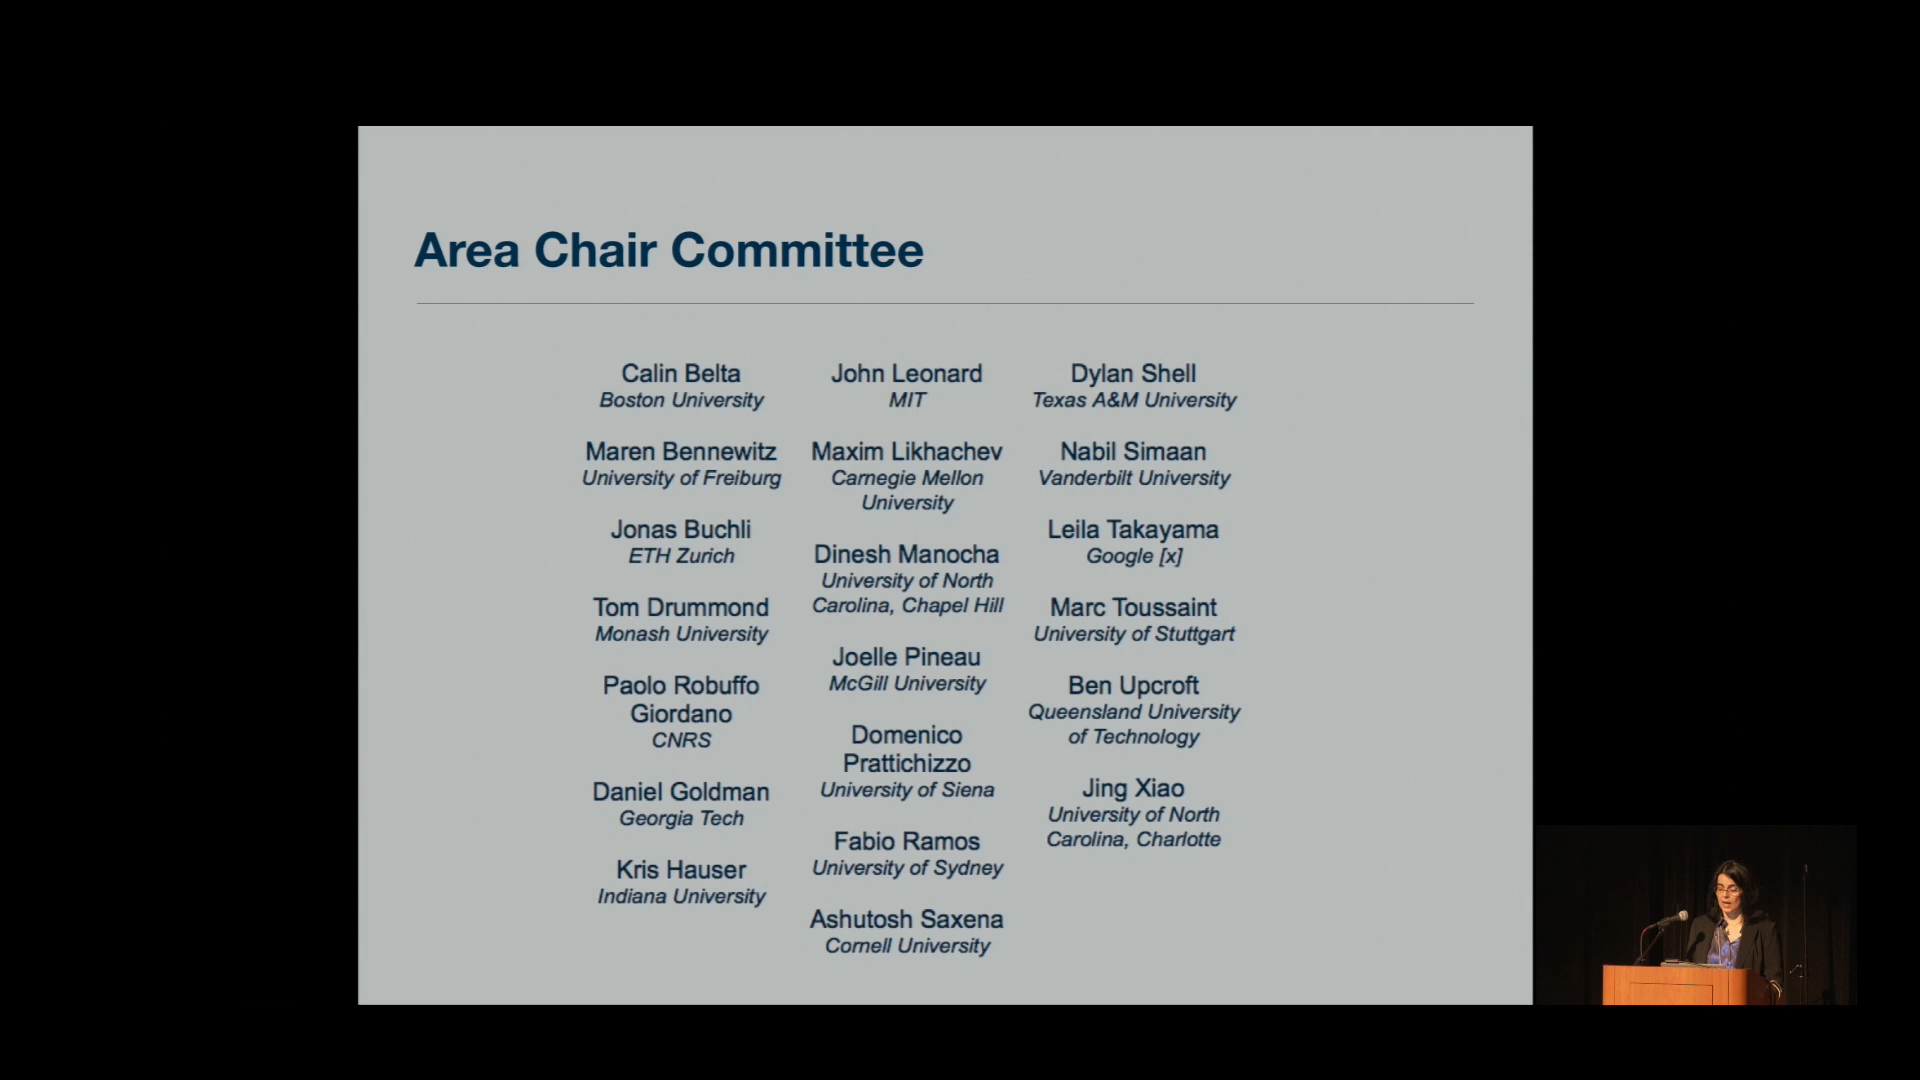 Area Chair Committee
Calin Belta
Boston University
Maren Bennewitz
University of Freiburg
Jonas Buchli
ETH Zurich
Tom Drummond
Monash University
Paolo Robuffo
Giordano
CNRS
Daniel Goldman
Georgia Tech
Kris Hauser
Indiana University
John Leonard
MIT
Maxim Likhachev
Carnegie Mellon
University
Dinesh Manocha
University of North
Carolina, Chapel Hill
Joelle Pineau
McGill University
Domenico
Prattichizzo
University of Siena
Fabio Ramos
University of Sydney
Ashutosh Saxena
Cornell University
Dylan Shell
Texas A&M University
Nabil Simaan
Vanderbilt University
Leila Takayama
Google [x]
Marc Toussaint
University of Stuttgart
Ben Upcroft
Queensland University
of Technology
Jing Xiao
University of North
Carolina, Charlotte